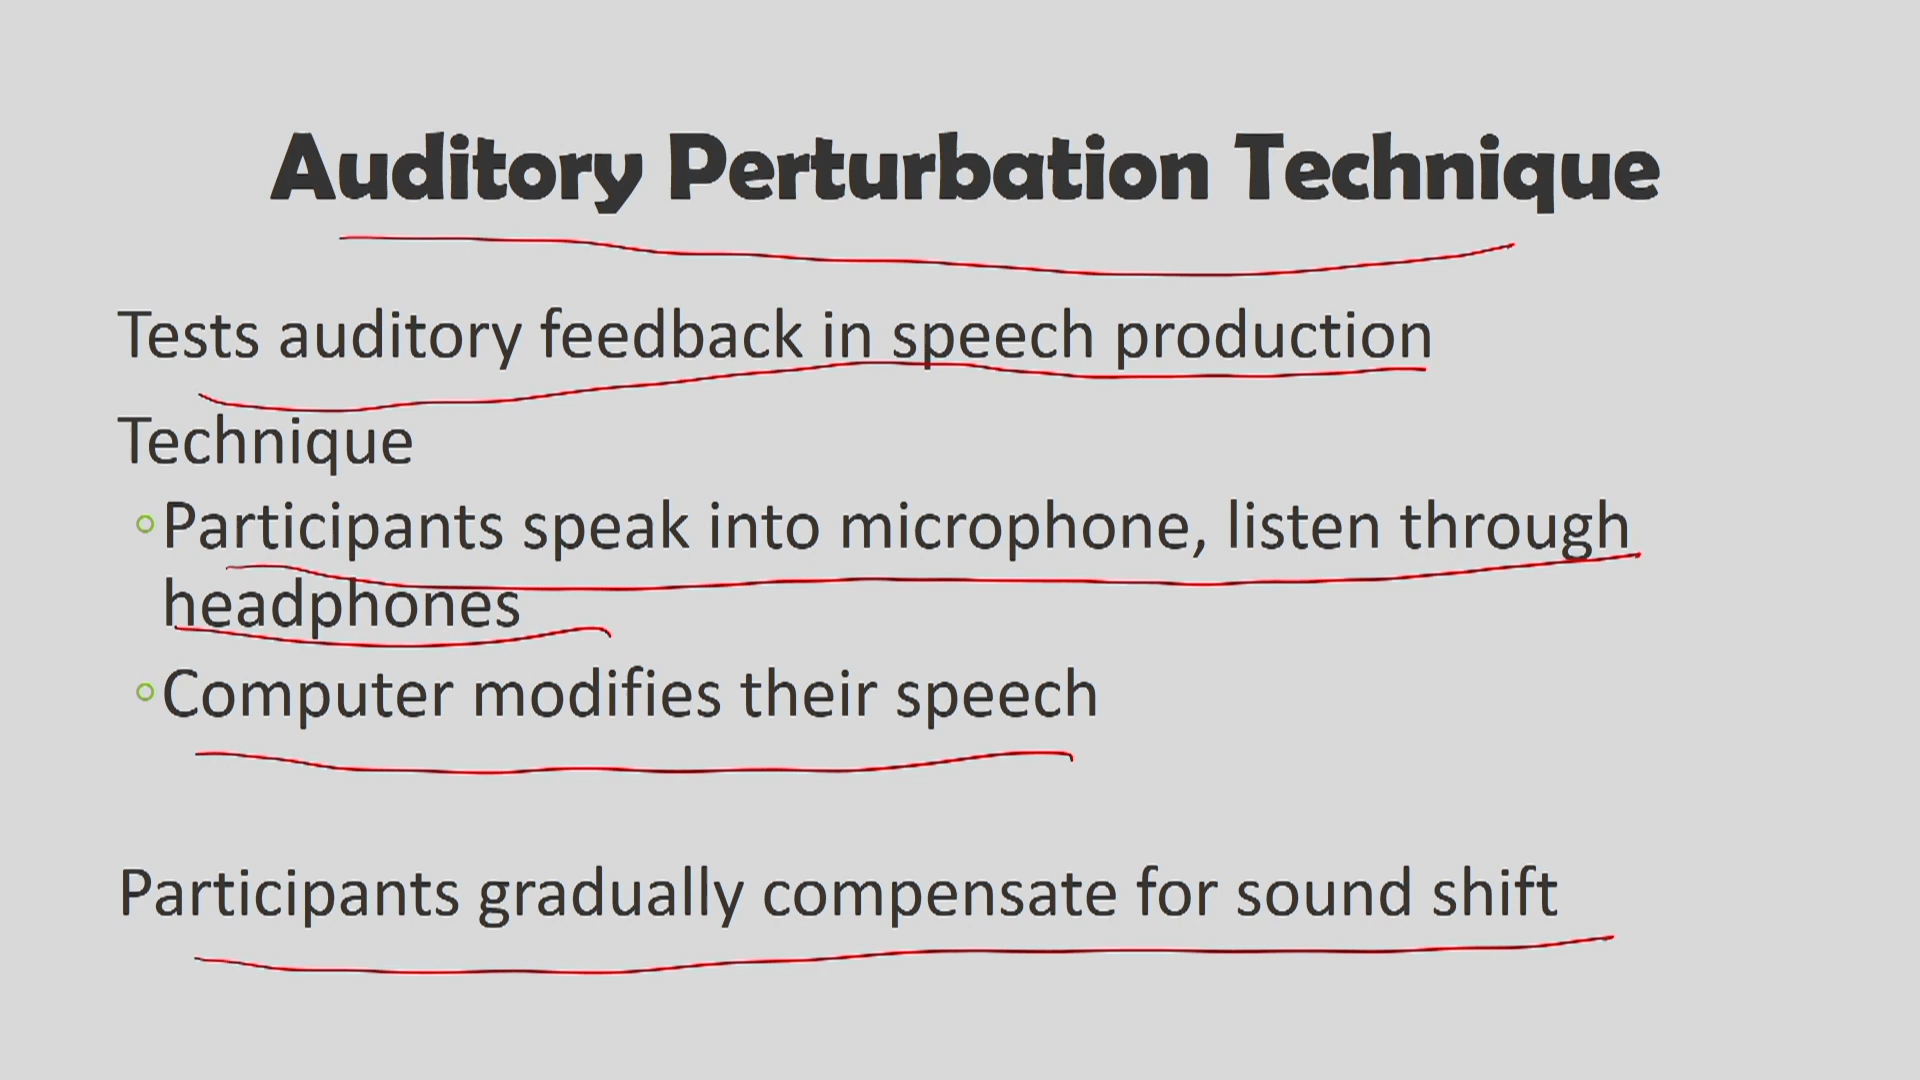 Auditory Perturbation Technique
Tests auditory feedback in speech production
Technique
◦Participants speak into microphone, listen through
headphones
◦Computer modifies their speech
Participants gradually compensate for sound shift